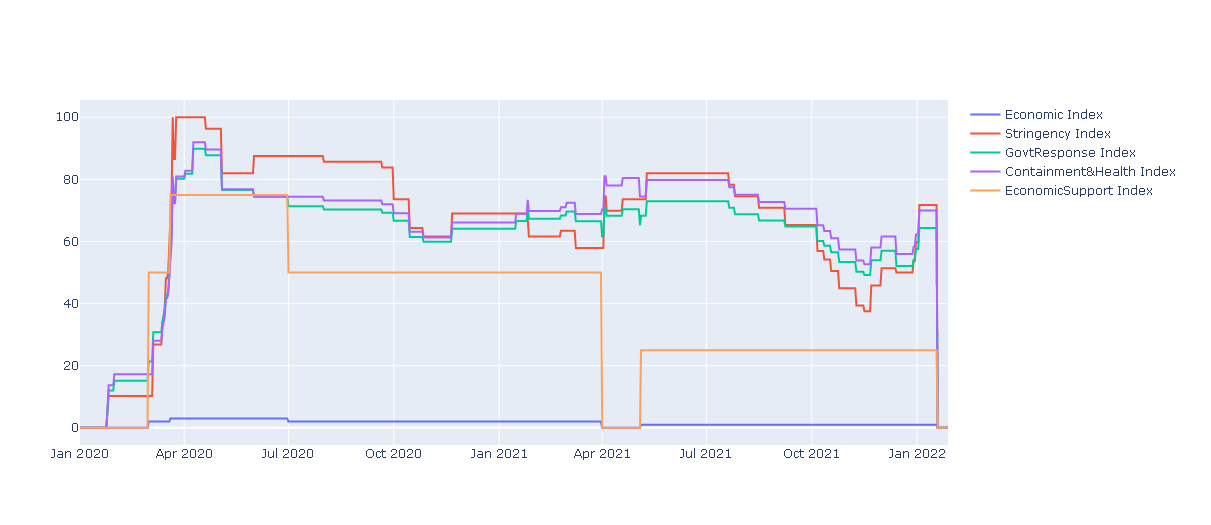 100
80
60
40
20
0
Jan 2020 Apr 2020 Jul 2020 Oct 2020 Jan 2021 Apr 2021 Jul 2021 Oct 2021 Jan 2022
Economic Index
Stringency Index
GovtResponse Index
Containment&Health Index
EconomicSupport Index